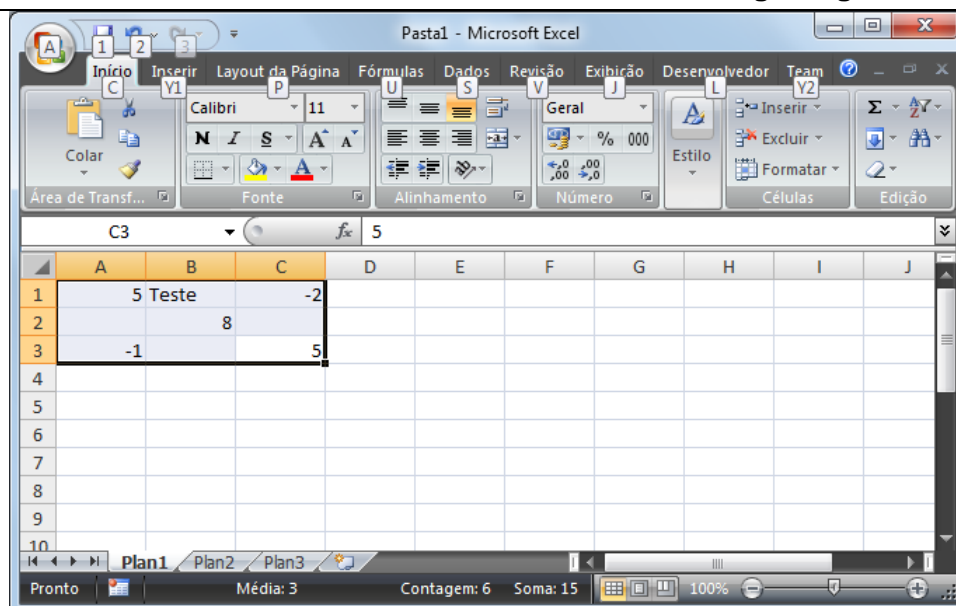 Pasta1 - Microsoft Excel
A 1 2 3
Início Inserir Layout da Página Fórmulas Dados Revisão Exibição Desenvolvedor Team
C Y1 P U S V J L Y2
Colar
Calibri 11
N I S A A
A
Geral
% 000
,00 ,0
,00 ,0
Estilo
Inserir
Excluir
Formatar
Σ
Área de Transf... Fonte Alinhamento Número Células Edição
C3 fx 5
A B C D E F G H I J
1 5 Teste -2
2 8
3 -1 5
4
5
6
7
8
9
10
Plan1 Plan2 Plan3
Pronto Média: 3 Contagem: 6 Soma: 15 100%